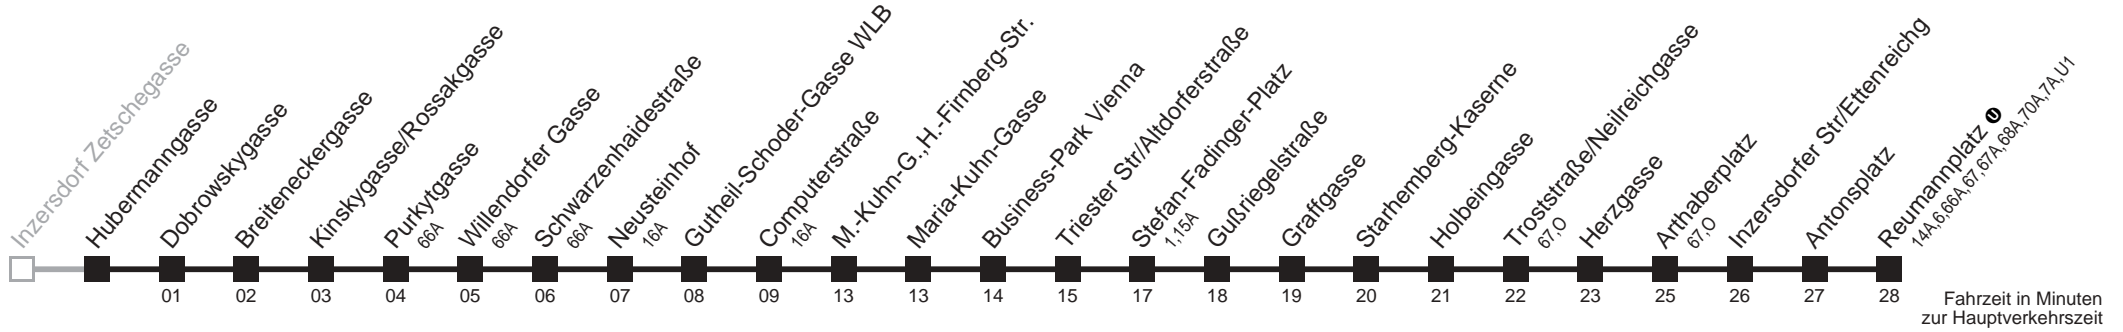 Inzersdorf Zetschegasse
Hubermanngasse
Dobrowskygasse
Breiteneckergasse
Kinskygasse/Rossakgasse
Purkytgasse
66A
Willendorfer Gasse
66A
Schwarzenhaidestraße
66A
Neusteinhof
16A
Gutheil-Schoder-Gasse WLB
Computerstraße
16A
M.-Kuhn-G.,H.-Firnberg-Str.
Maria-Kuhn-Gasse
Business-Park Vienna
Triester Str/Altdorferstraße
Stefan-Fadinger-Platz
1,15A
Gußriegelstraße
Graffgasse
Starhemberg-Kaserne
Holbeingasse
Troststraße/Neilreichgasse
67,O
Herzgasse
Arthaberplatz
67,O
Inzersdorfer Str/Ettenreichg
Antonsplatz
Reumannplatz U
14A,6,66A,67,67A,68A,70A,7A,U1
01 02 03 04 05 06 07 08 09 13 13 14 15 17 18 19 20 21 22 23 25 26 27 28
Fahrzeit in Minuten
zur Hauptverkehrszeit